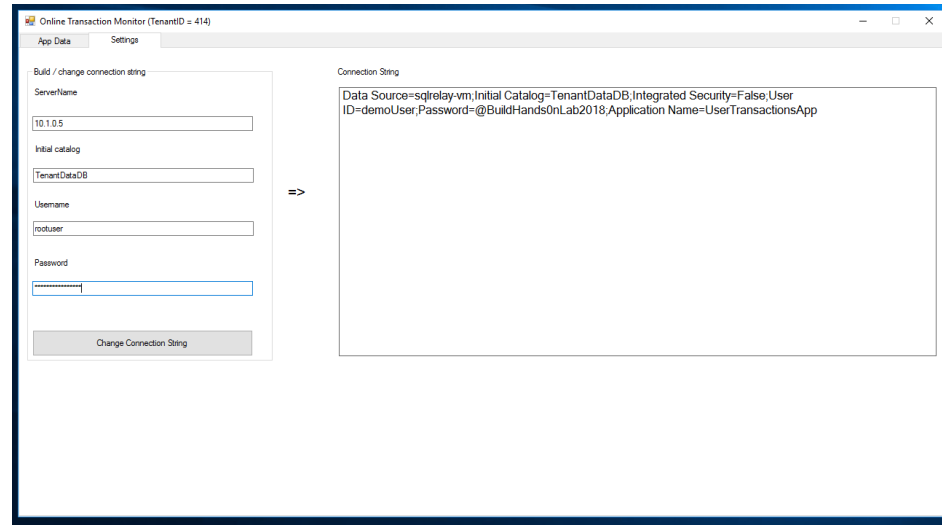 Online Transaction Monitor (TenantID = 414)
App Data
Settings
Build / change connection string
ServerName
10.1.0.5
Initial catalog
TenantDataDB
Username
rootuser
Password
****************
Change Connection String
=>
Connection String
Data Source=sqlrelay-vm;Initial Catalog=TenantDataDB;Integrated Security=False;User
ID=demoUser;Password=@BuildHands0nLab2018;Application Name=UserTransactionsApp